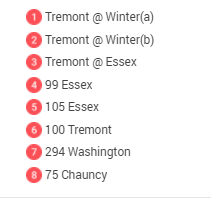 1 Tremont @ Winter(a)
2 Tremont @ Winter(b)
3 Tremont @ Essex
4 99 Essex
5 105 Essex
6 100 Tremont
7 294 Washington
8 75 Chauncy